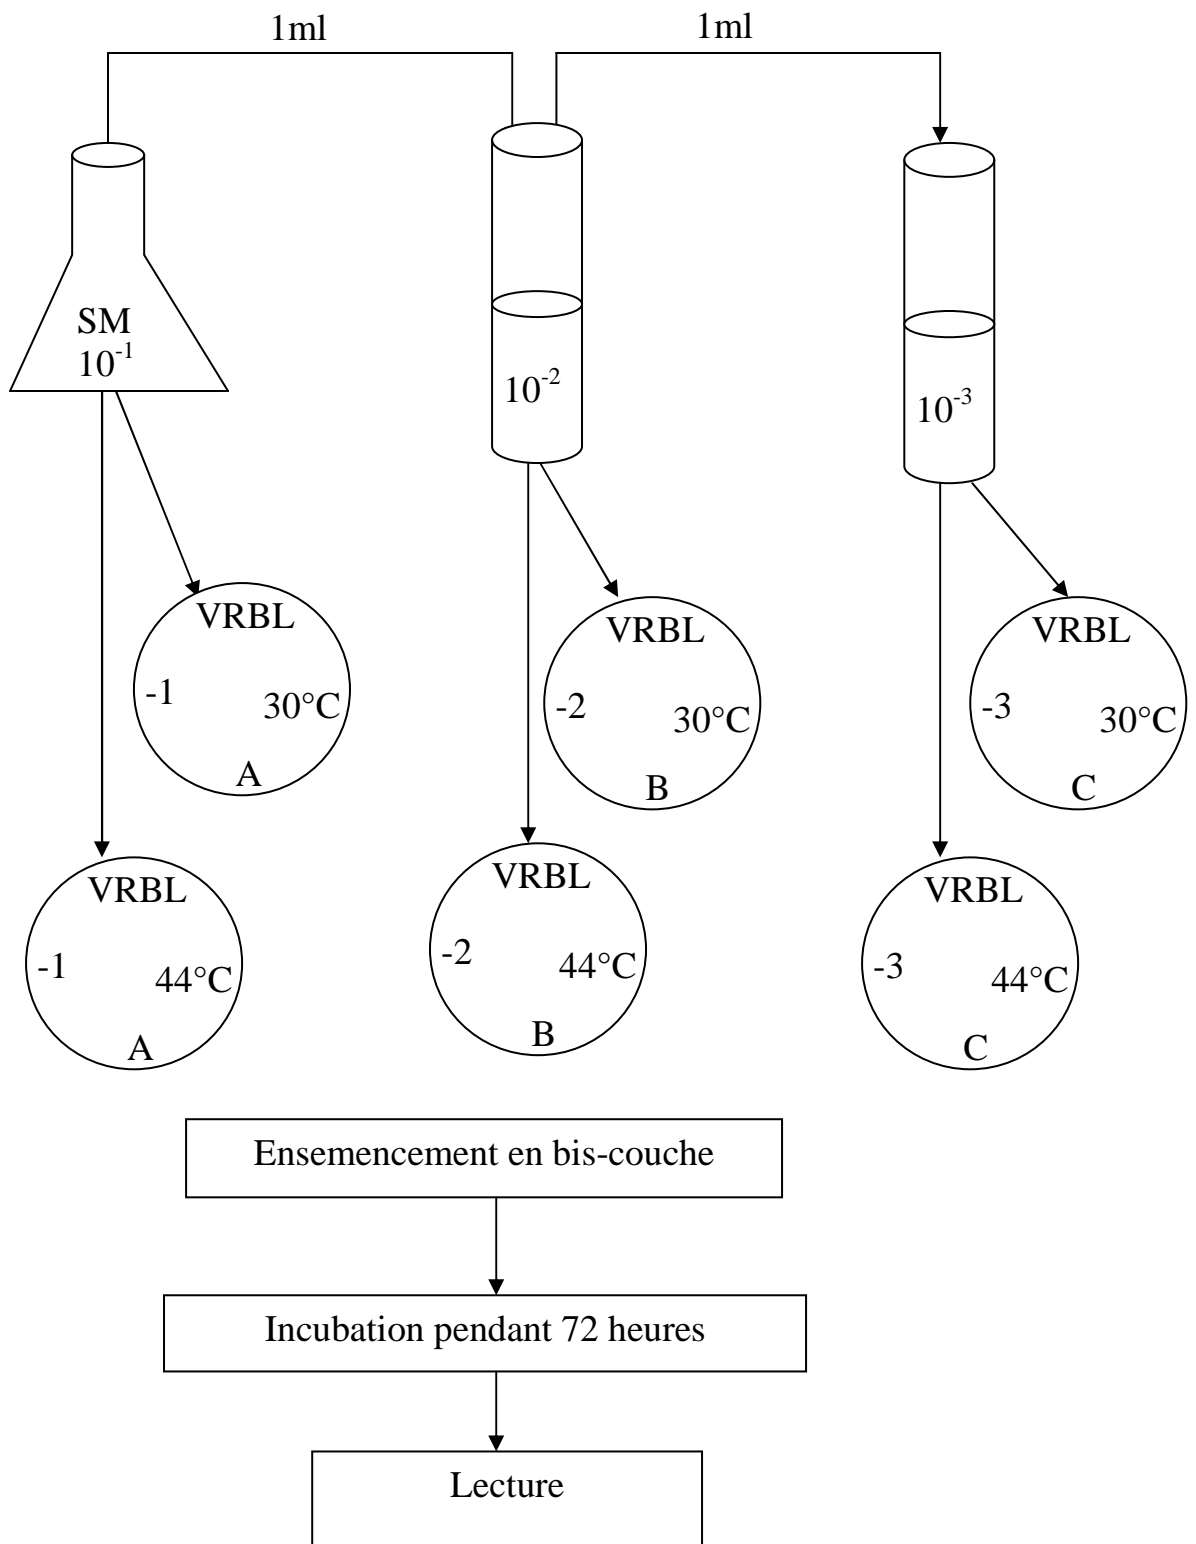 1ml
1ml
SM
10⁻¹
10⁻²
10⁻³
VRBL
-1
30°C
A
VRBL
-2
30°C
B
VRBL
-3
30°C
C
VRBL
-1
44°C
A
VRBL
-2
44°C
B
VRBL
-3
44°C
C
Ensemencement en bis-couche
Incubation pendant 72 heures
Lecture